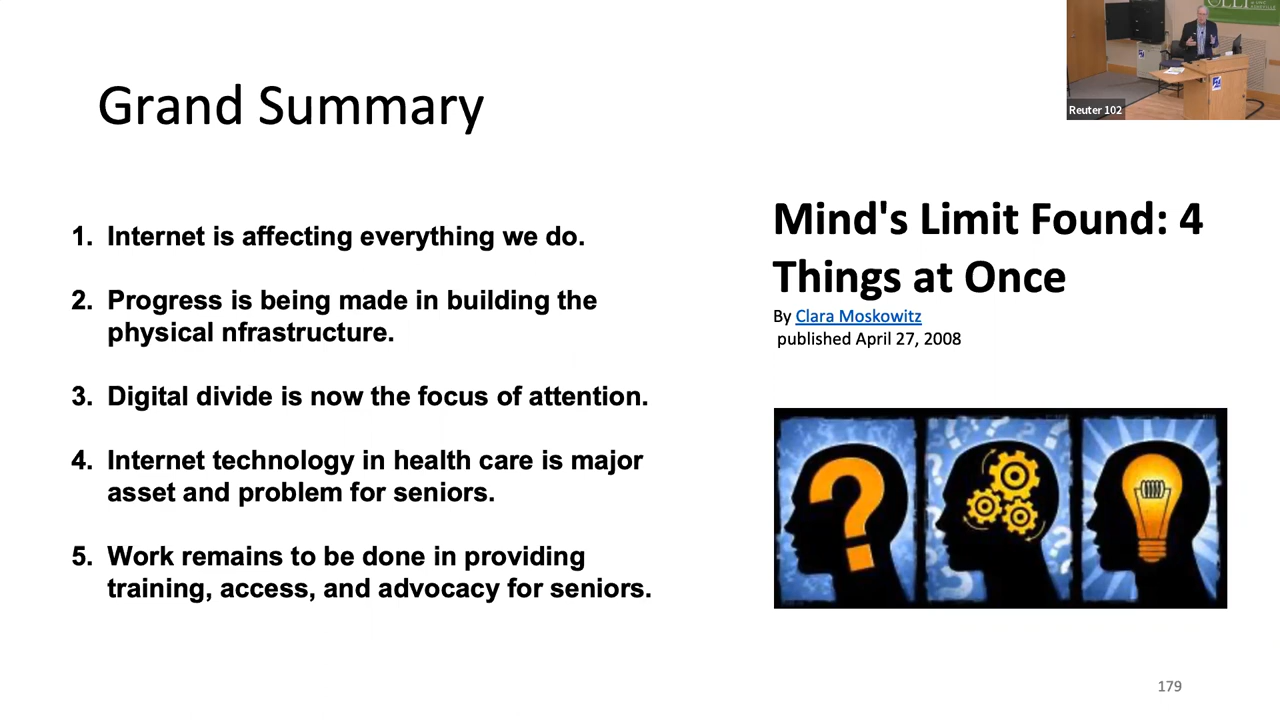 OLLI
Reuter 102
Grand Summary
1. Internet is affecting everything we do.
2. Progress is being made in building the
physical nfrastructure.
3. Digital divide is now the focus of attention.
4. Internet technology in health care is major
asset and problem for seniors.
5. Work remains to be done in providing
training, access, and advocacy for seniors.
Mind's Limit Found: 4
Things at Once
By Clara Moskowitz
published April 27, 2008
179